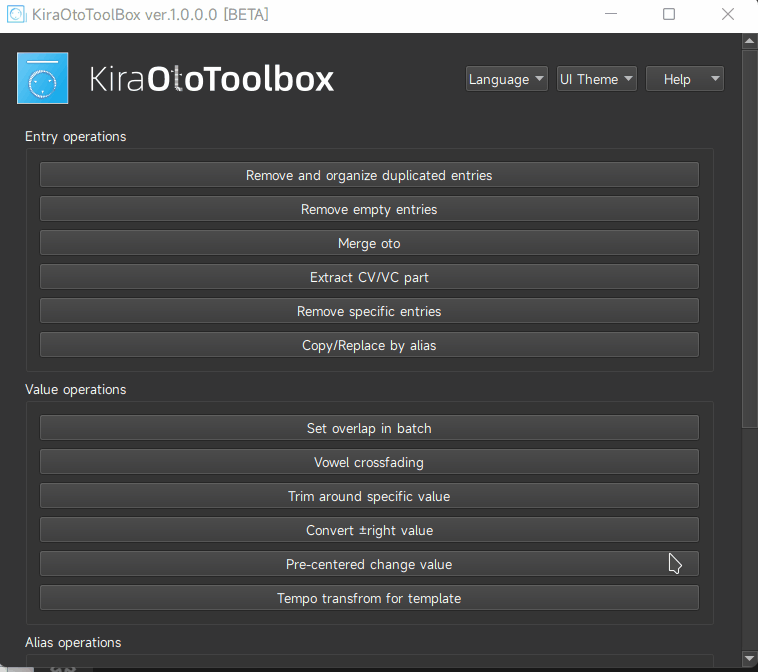 KiraOtoToolBox ver.1.0.0.0 [BETA]
KiraOtoToolbox
Language
UI Theme
Help
Entry operations
Remove and organize duplicated entries
Remove empty entries
Merge oto
Extract CV/VC part
Remove specific entries
Copy/Replace by alias
Value operations
Set overlap in batch
Vowel crossfading
Trim around specific value
Convert ±right value
Pre-centered change value
Tempo transfrom for template
Alias operations